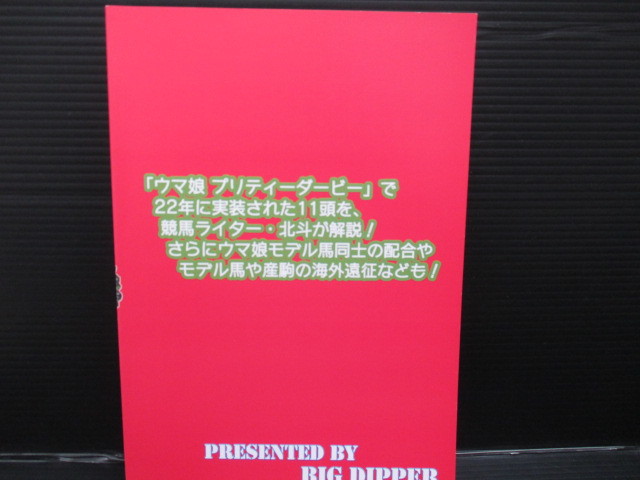 「ウマ娘 プリティーダービー」で
22年に実装された11頭を、
競馬ライター・北斗が解説！
さらにウマ娘モデル馬同士の配合や
モデル馬や産駒の海外遠征なども！
PRESENTED BY
BIG DIPPER